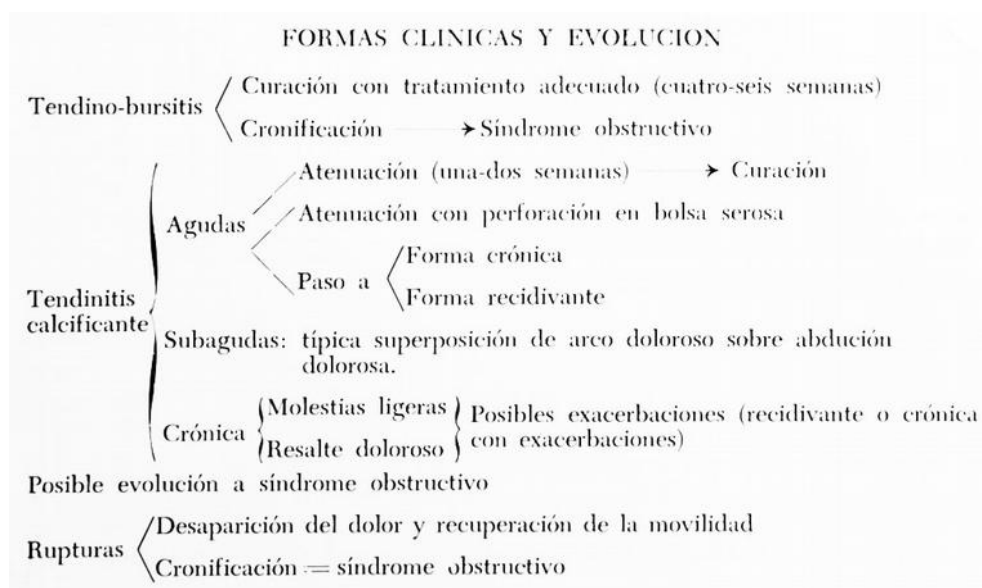 FORMAS CLINICAS Y EVOLUCION
Tendino-bursitis
Curación con tratamiento adecuado (cuatro-seis semanas)
Cronificación → Síndrome obstructivo
Tendinitis
calcificante
Agudas
Atenuación (una-dos semanas) → Curación
Atenuación con perforación en bolsa serosa
Paso a
Forma crónica
Forma recidivante
Subagudas: típica superposición de arco doloroso sobre abdución
dolorosa.
Crónica
Molestias ligeras
Resalte doloroso
Posibles exacerbaciones (recidivante o crónica
con exacerbaciones)
Posible evolución a síndrome obstructivo
Rupturas
Desaparición del dolor y recuperación de la movilidad
Cronificación = síndrome obstructivo